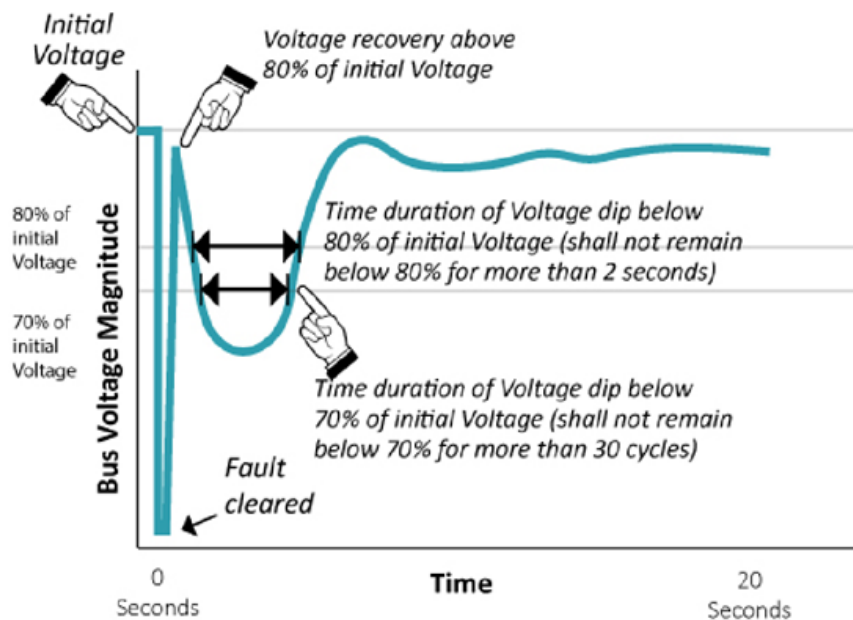 Initial
Voltage
Voltage recovery above
80% of initial Voltage
80% of
initial
Voltage
70% of
initial
Voltage
Bus Voltage Magnitude
Time duration of Voltage dip below
80% of initial Voltage (shall not remain
below 80% for more than 2 seconds)
Time duration of Voltage dip below
70% of initial Voltage (shall not remain
below 70% for more than 30 cycles)
Fault
cleared
0
Seconds
Time
20
Seconds